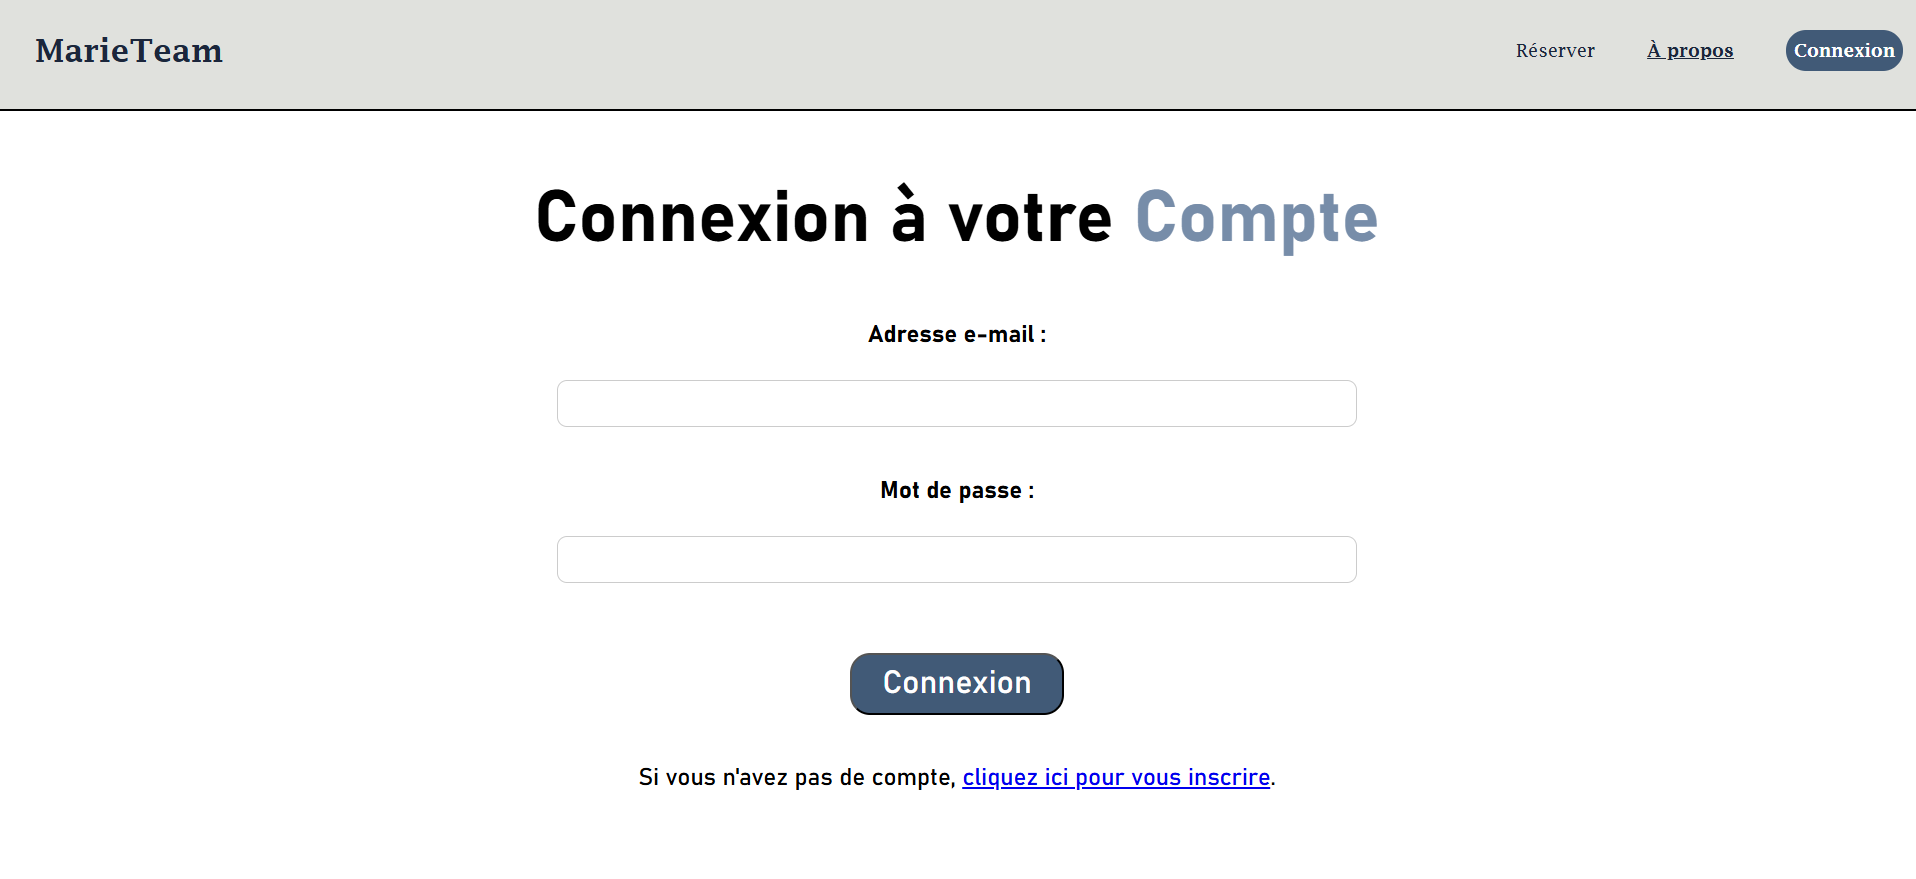 MarieTeam
Réserver
À propos
Connexion
Connexion à votre Compte
Adresse e-mail :
Mot de passe :
Connexion
Si vous n'avez pas de compte, cliquez ici pour vous inscrire.